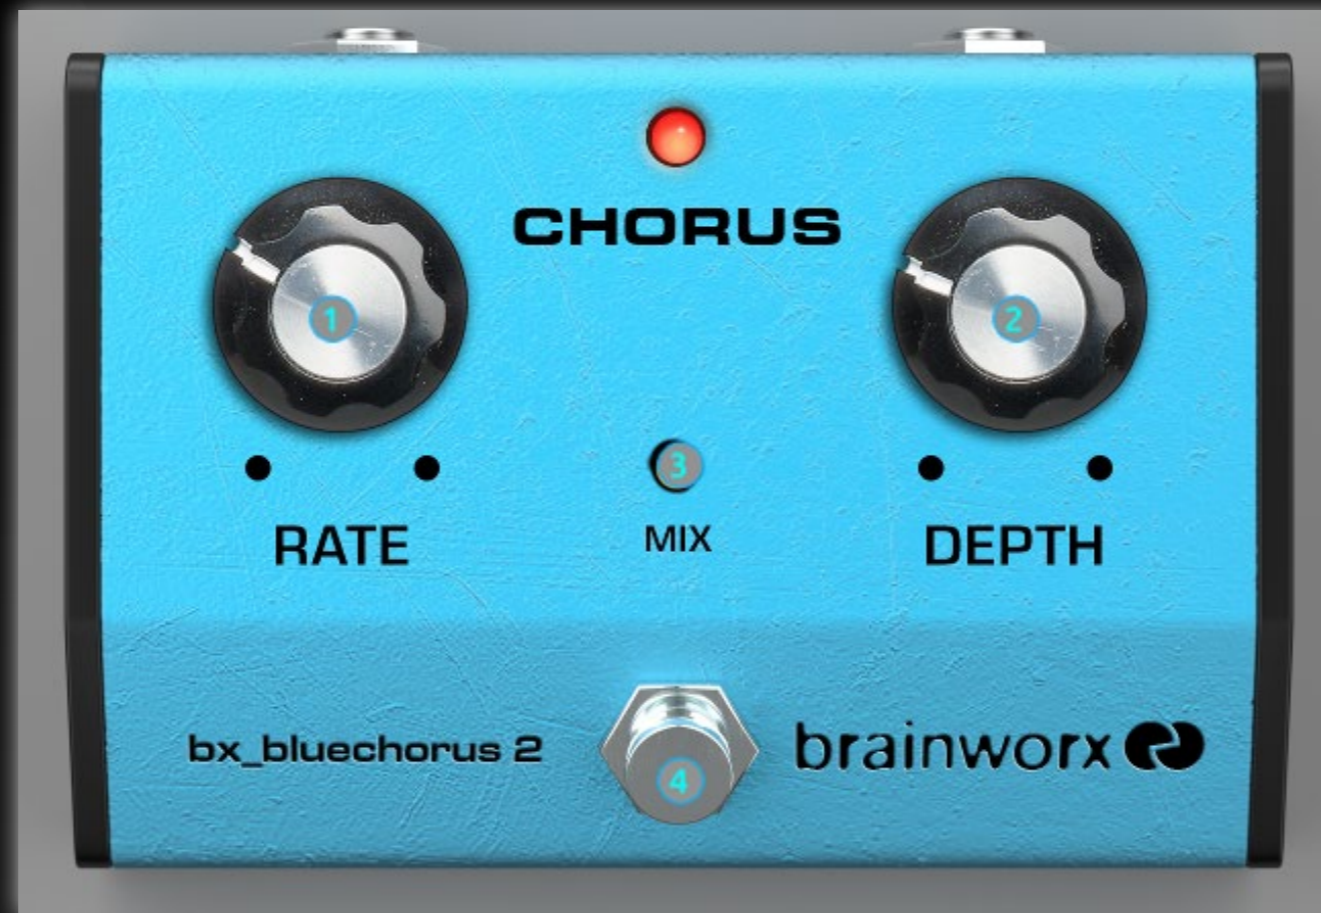 CHORUS
1
2
3
RATE
MIX
DEPTH
bx_bluechorus 2
brainworx
4